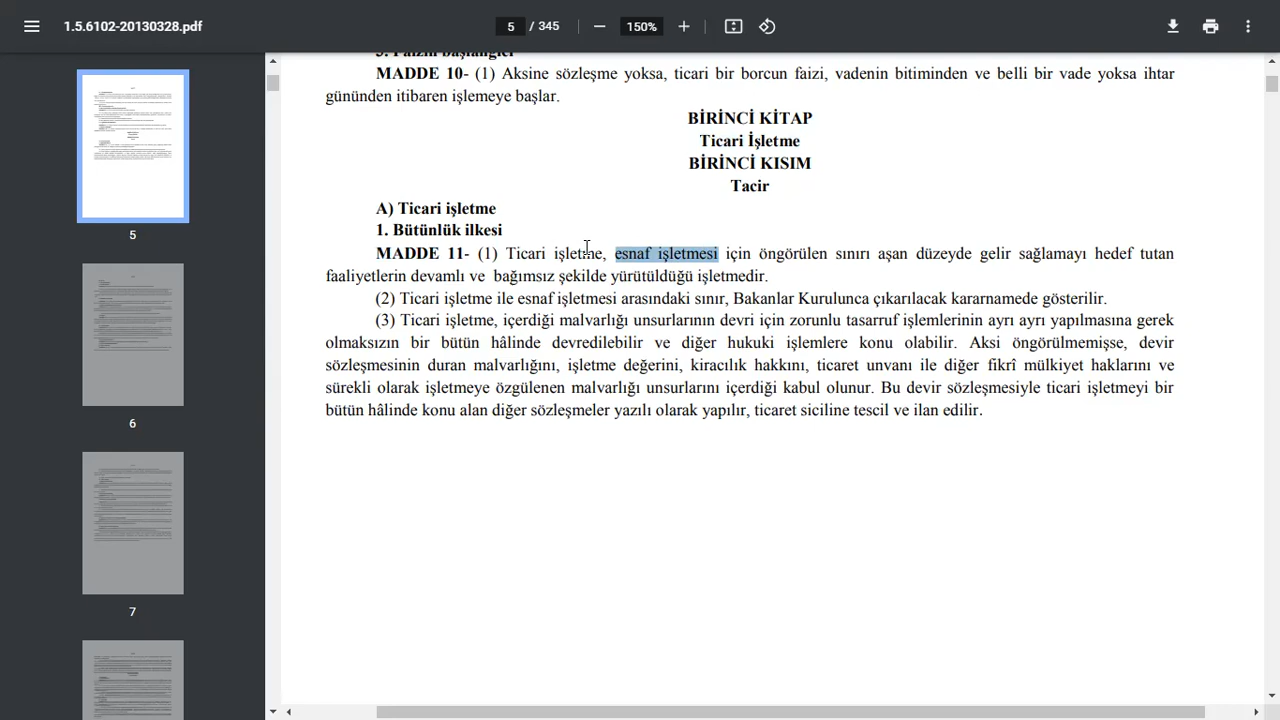 1.5.6102-20130328.pdf
5 / 345
150%
3. Faizin başlangıcı
MADDE 10- (1) Aksine sözleşme yoksa, ticari bir borcun faizi, vadenin bitiminden ve belli bir vade yoksa ihtar
gününden itibaren işlemeye başlar.
BİRİNCİ KİTAP
Ticari İşletme
BİRİNCİ KISIM
Tacir
A) Ticari işletme
1. Bütünlük ilkesi
MADDE 11- (1) Ticari işletme, esnaf işletmesi için öngörülen sınırı aşan düzeyde gelir sağlamayı hedef tutan
faaliyetlerin devamlı ve bağımsız şekilde yürütüldüğü işletmedir.
(2) Ticari işletme ile esnaf işletmesi arasındaki sınır, Bakanlar Kurulunca çıkarılacak kararnamede gösterilir.
(3) Ticari işletme, içerdiği malvarlığı unsurlarının devri için zorunlu tasarruf işlemlerinin ayrı ayrı yapılmasına gerek
olmaksızın bir bütün hâlinde devredilebilir ve diğer hukuki işlemlere konu olabilir. Aksi öngörülmemişse, devir
sözleşmesinin duran malvarlığını, işletme değerini, kiracılık hakkını, ticaret unvanı ile diğer fikrî mülkiyet haklarını ve
sürekli olarak işletmeye özgülenen malvarlığı unsurlarını içerdiği kabul olunur. Bu devir sözleşmesiyle ticari işletmeyi bir
bütün hâlinde konu alan diğer sözleşmeler yazılı olarak yapılır, ticaret siciline tescil ve ilan edilir.
5
6
7